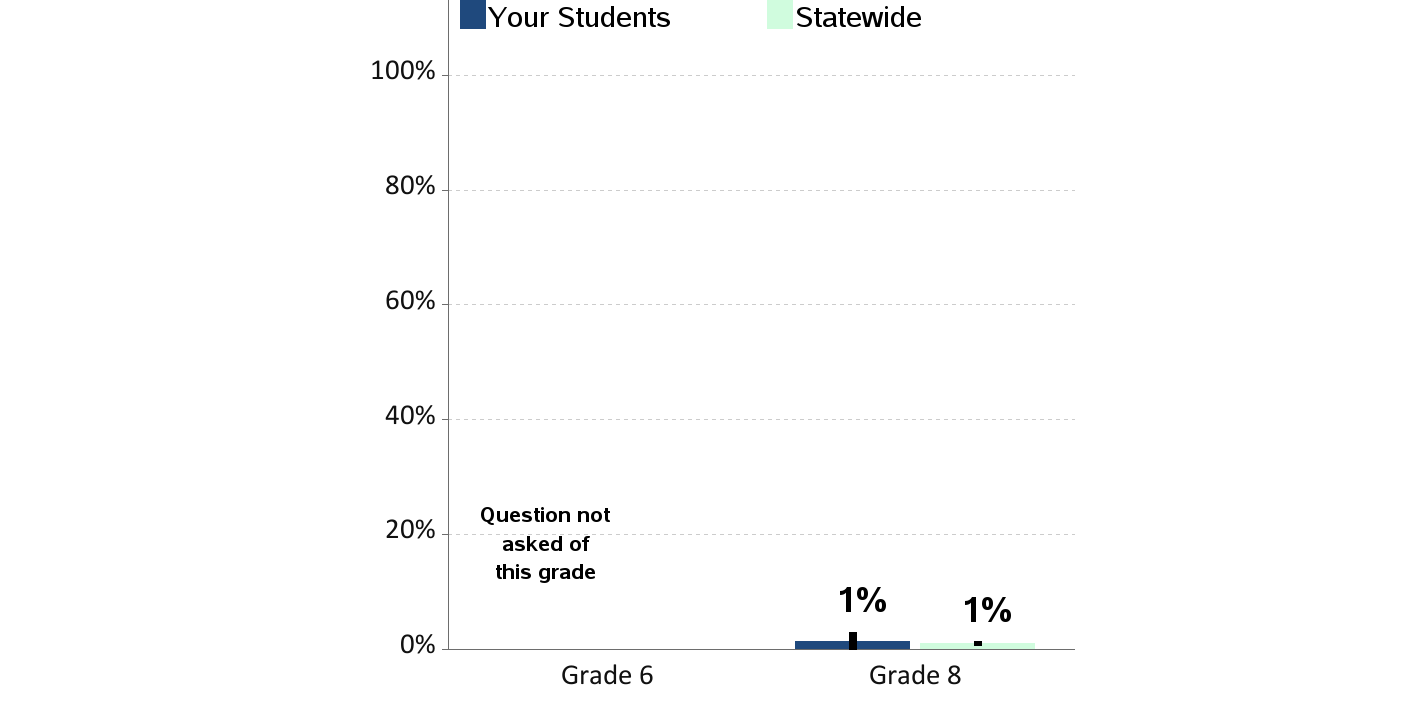 Your Students Statewide
100%
80%
60%
40%
20%
0%
Question not
asked of
this grade
1% 1%
Grade 6 Grade 8